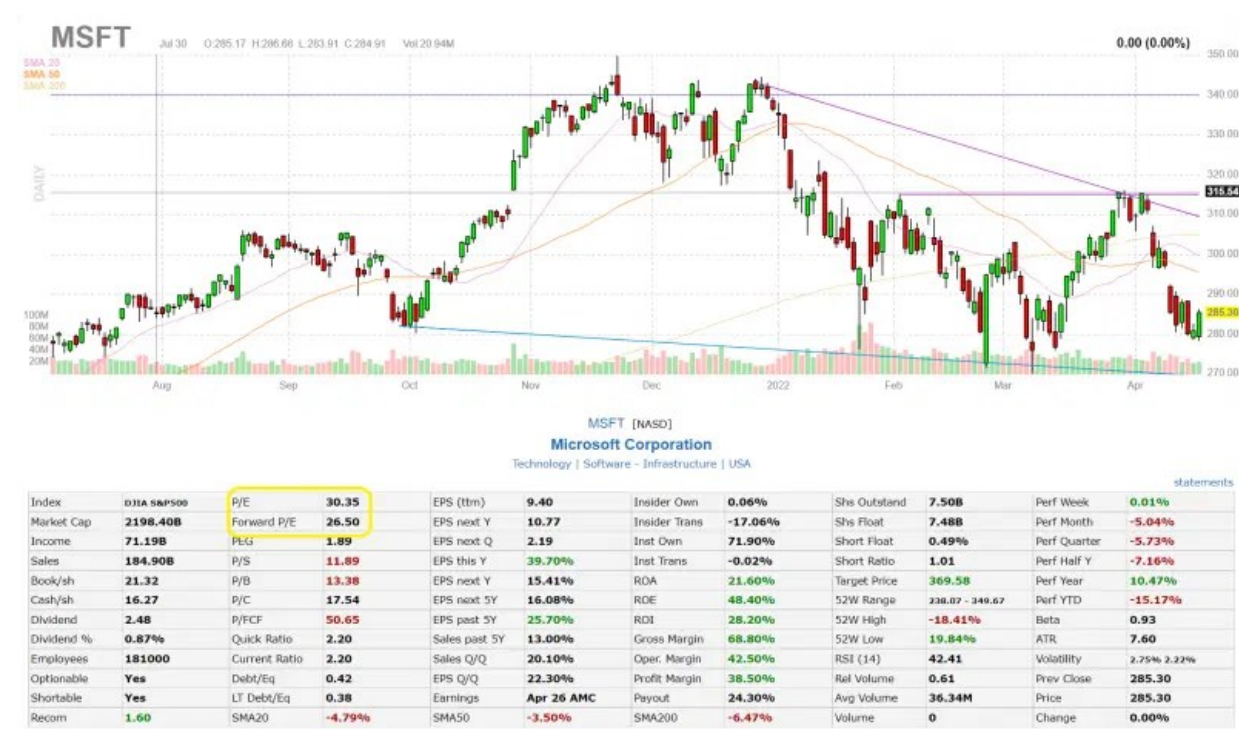 MSFT Jul 30 O:285.17 H:286.66 L:283.91 C:284.91 Vol 20.94M 0.00 (0.00%)
SMA 20
SMA 50
SMA 200
DAILY
350.00
340.00
330.00
320.00
315.54
310.00
300.00
290.00
285.30
280.00
270.00
100M
80M
60M
40M
20M
Aug Sep Oct Nov Dec 2022 Feb Mar Apr
MSFT [NASD]
Microsoft Corporation
Technology | Software - Infrastructure | USA
statements
Index DJIA S&P500 P/E 30.35 EPS (ttm) 9.40 Insider Own 0.06% Shs Outstand 7.50B Perf Week 0.01%
Market Cap 2198.40B Forward P/E 26.50 EPS next Y 10.77 Insider Trans -17.06% Shs Float 7.48B Perf Month -5.04%
Income 71.19B PEG 1.89 EPS next Q 2.19 Inst Own 71.90% Short Float 0.49% Perf Quarter -5.73%
Sales 184.90B P/S 11.89 EPS this Y 39.70% Inst Trans -0.02% Short Ratio 1.01 Perf Half Y -7.16%
Book/sh 21.32 P/B 13.38 EPS next Y 15.41% ROA 21.60% Target Price 369.58 Perf Year 10.47%
Cash/sh 16.27 P/C 17.54 EPS next 5Y 16.08% ROE 48.40% 52W Range 238.07 - 349.67 Perf YTD -15.17%
Dividend 2.48 P/FCF 50.65 EPS past 5Y 25.70% ROI 28.20% 52W High -18.41% Beta 0.93
Dividend % 0.87% Quick Ratio 2.20 Sales past 5Y 13.00% Gross Margin 68.80% 52W Low 19.84% ATR 7.60
Employees 181000 Current Ratio 2.20 Sales Q/Q 20.10% Oper. Margin 42.50% RSI (14) 42.41 Volatility 2.75% 2.22%
Optionable Yes Debt/Eq 0.42 EPS Q/Q 22.30% Profit Margin 38.50% Rel Volume 0.61 Prev Close 285.30
Shortable Yes LT Debt/Eq 0.38 Earnings Apr 26 AMC Payout 24.30% Avg Volume 36.34M Price 285.30
Recom 1.60 SMA20 -4.79% SMA50 -3.50% SMA200 -6.47% Volume 0 Change 0.00%